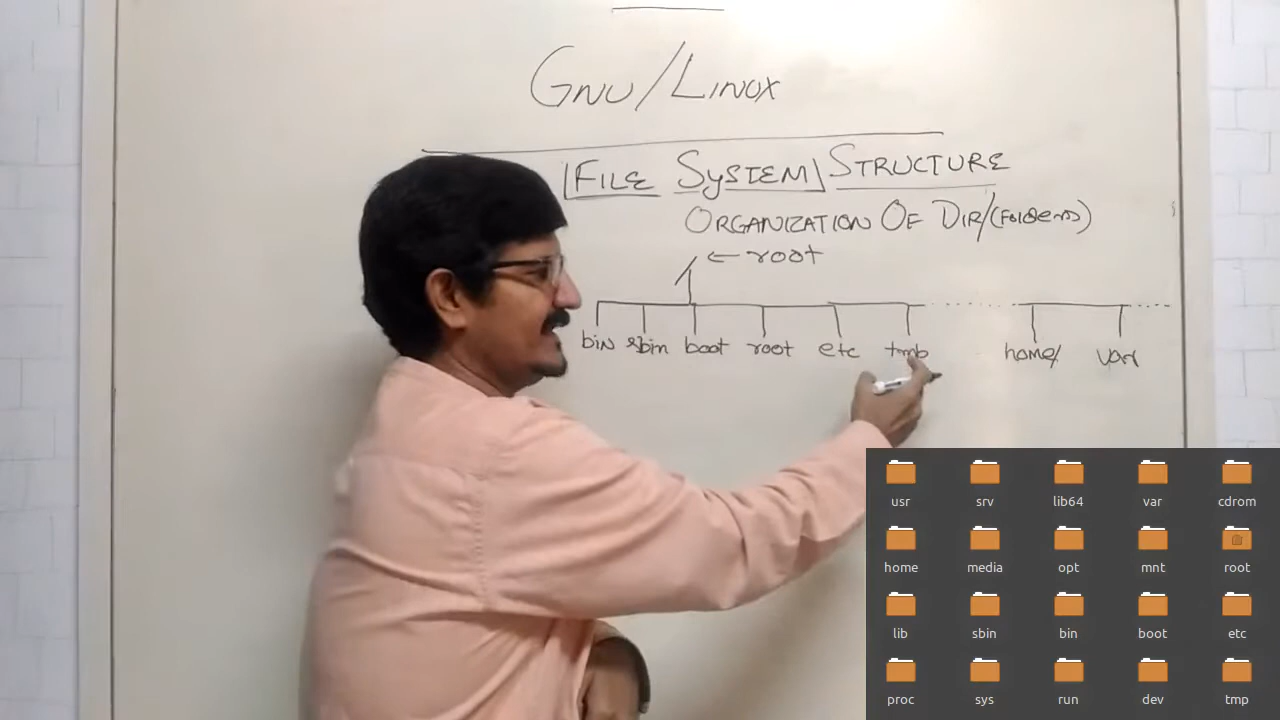 GNU/LINUX
FILE SYSTEM STRUCTURE
ORGANIZATION OF DIR/(Folders)
/ ← root
bin sbin boot root etc tmp home/ var
usr srv lib64 var cdrom
home media opt mnt root
lib sbin bin boot etc
proc sys run dev tmp